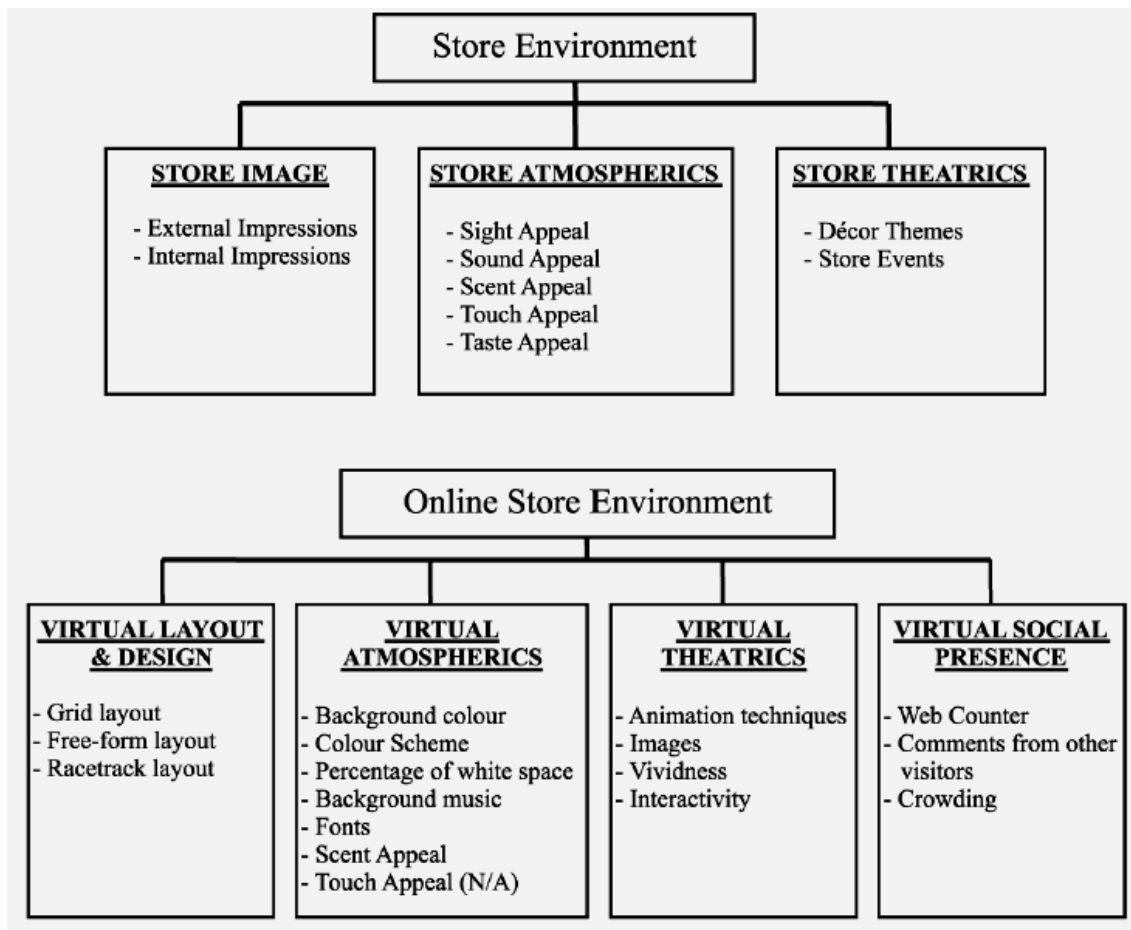 Store Environment
STORE IMAGE
- External Impressions
- Internal Impressions
STORE ATMOSPHERICS
- Sight Appeal
- Sound Appeal
- Scent Appeal
- Touch Appeal
- Taste Appeal
STORE THEATRICS
- Décor Themes
- Store Events
Online Store Environment
VIRTUAL LAYOUT
& DESIGN
- Grid layout
- Free-form layout
- Racetrack layout
VIRTUAL
ATMOSPHERICS
- Background colour
- Colour Scheme
- Percentage of white space
- Background music
- Fonts
- Scent Appeal
- Touch Appeal (N/A)
VIRTUAL
THEATRICS
- Animation techniques
- Images
- Vividness
- Interactivity
VIRTUAL SOCIAL
PRESENCE
- Web Counter
- Comments from other
visitors
- Crowding